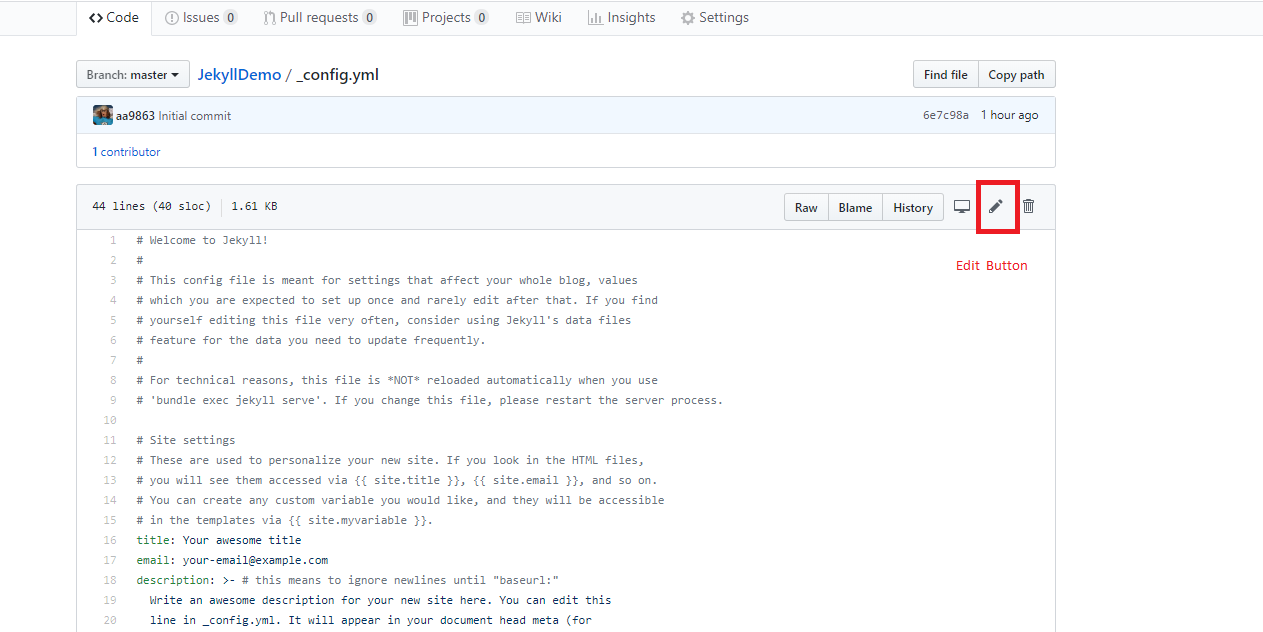 Code Issues 0 Pull requests 0 Projects 0 Wiki Insights Settings
Branch: master JekyllDemo / _config.yml Find file Copy path
aa9863 Initial commit 6e7c98a 1 hour ago
1 contributor
44 lines (40 sloc) 1.61 KB Raw Blame History
Edit Button
1 # Welcome to Jekyll!
2 #
3 # This config file is meant for settings that affect your whole blog, values
4 # which you are expected to set up once and rarely edit after that. If you find
5 # yourself editing this file very often, consider using Jekyll's data files
6 # feature for the data you need to update frequently.
7 #
8 # For technical reasons, this file is *NOT* reloaded automatically when you use
9 # 'bundle exec jekyll serve'. If you change this file, please restart the server process.
10
11 # Site settings
12 # These are used to personalize your new site. If you look in the HTML files,
13 # you will see them accessed via {{ site.title }}, {{ site.email }}, and so on.
14 # You can create any custom variable you would like, and they will be accessible
15 # in the templates via {{ site.myvariable }}.
16 title: Your awesome title
17 email: your-email@example.com
18 description: >- # this means to ignore newlines until "baseurl:"
19 Write an awesome description for your new site here. You can edit this
20 line in _config.yml. It will appear in your document head meta (for